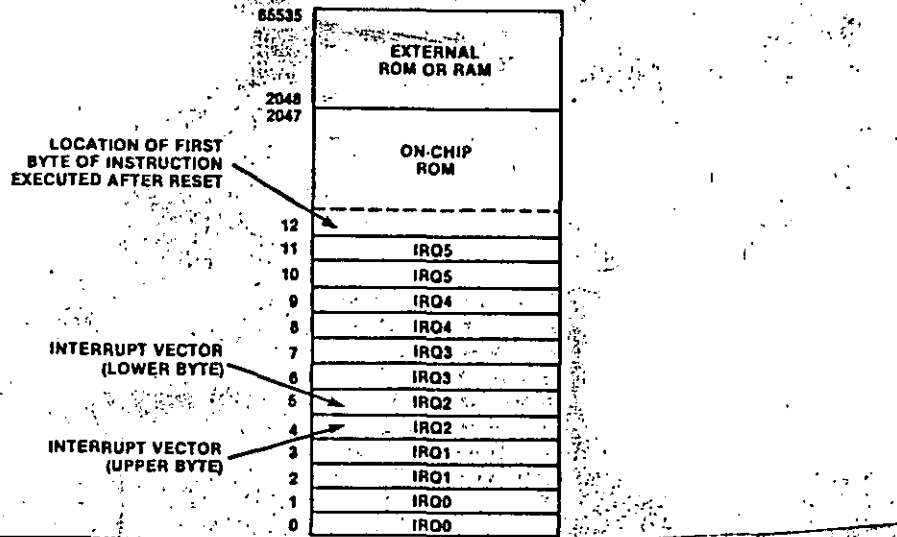 65535
EXTERNAL
ROM OR RAM
2048
2047
LOCATION OF FIRST
BYTE OF INSTRUCTION
EXECUTED AFTER RESET
ON-CHIP
ROM
12
11 IRQ5
10 IRQ5
9 IRQ4
8 IRQ4
INTERRUPT VECTOR
(LOWER BYTE)
7 IRQ3
6 IRQ3
5 IRQ2
INTERRUPT VECTOR
(UPPER BYTE)
4 IRQ2
3 IRQ1
2 IRQ1
1 IRQ0
0 IRQ0